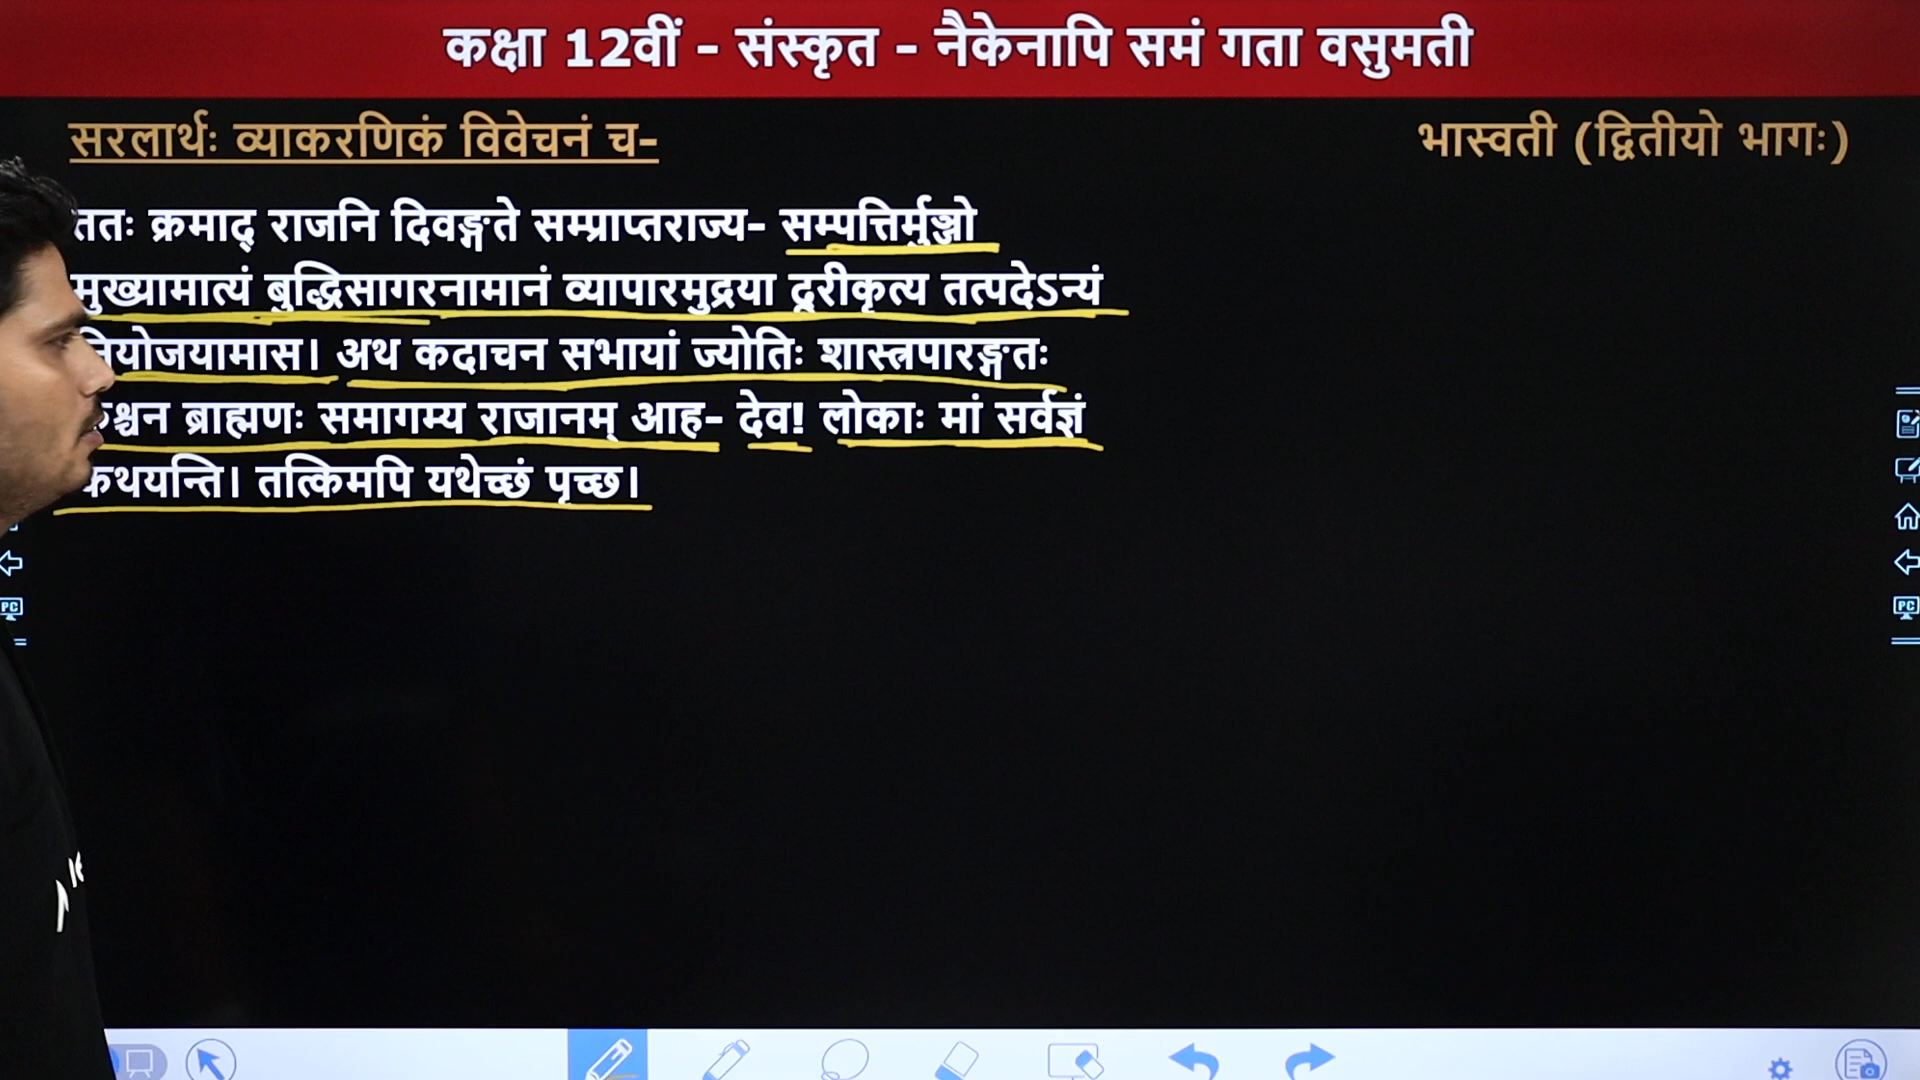 कक्षा 12वीं - संस्कृत - नैकेनापि समं गता वसुमती
सरलार्थः व्याकरणिकं विवेचनं च-
भास्वती (द्वितीयो भागः)
ततः क्रमाद् राजनि दिवङ्गते सम्प्राप्तराज्य- सम्पत्तिर्मुञ्जो
मुख्यामात्यं बुद्धिसागरनामानं व्यापारमुद्रया दूरीकृत्य तत्पदेऽन्यं
नियोजयामास। अथ कदाचन सभायां ज्योतिः शास्त्रपारङ्गतः
कश्चन ब्राह्मणः समागम्य राजानम् आह- देव! लोकाः मां सर्वज्ञं
कथयन्ति। तत्किमपि यथेच्छं पृच्छ।
PC
PC